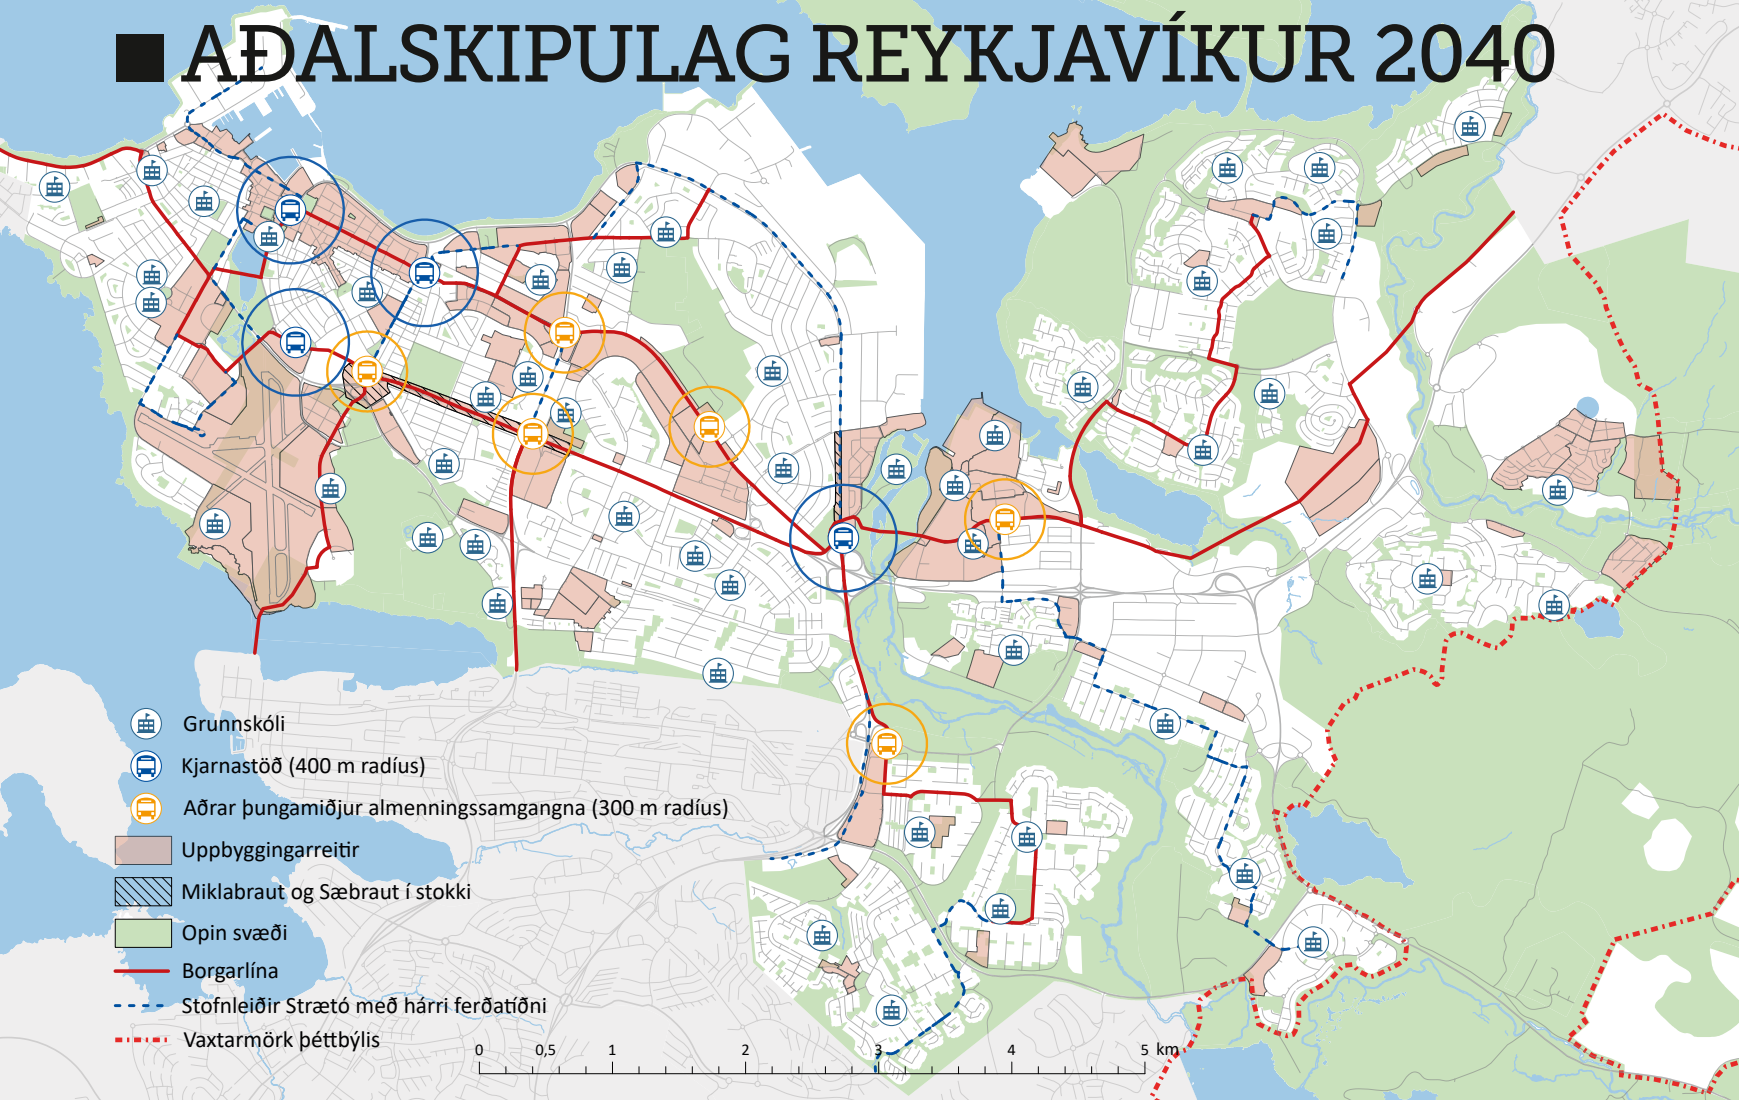 AÐALSKIPULAG REYKJAVÍKUR 2040
Grunnskóli
Kjarnastöð (400 m radíus)
Aðrar þungamiðjur almenningssamgangna (300 m radíus)
Uppbyggingarreitir
Miklabraut og Sæbraut í stokki
Opin svæði
Borgarlína
Stofnleiðir Strætó með hárri ferðatíðni
Vaxtarmörk þéttbýlis
0 0,5 1 2 3 4 5 km